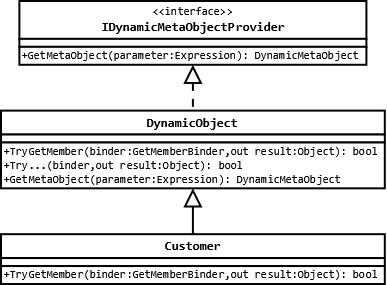 <<interface>>
IDynamicMetaObjectProvider
+GetMetaObject(parameter:Expression): DynamicMetaObject
DynamicObject
+TryGetMember(binder:GetMemberBinder,out result:Object): bool
+Try...(binder,out result:Object): bool
+GetMetaObject(parameter:Expression): DynamicMetaObject
Customer
+TryGetMember(binder:GetMemberBinder,out result:Object): bool